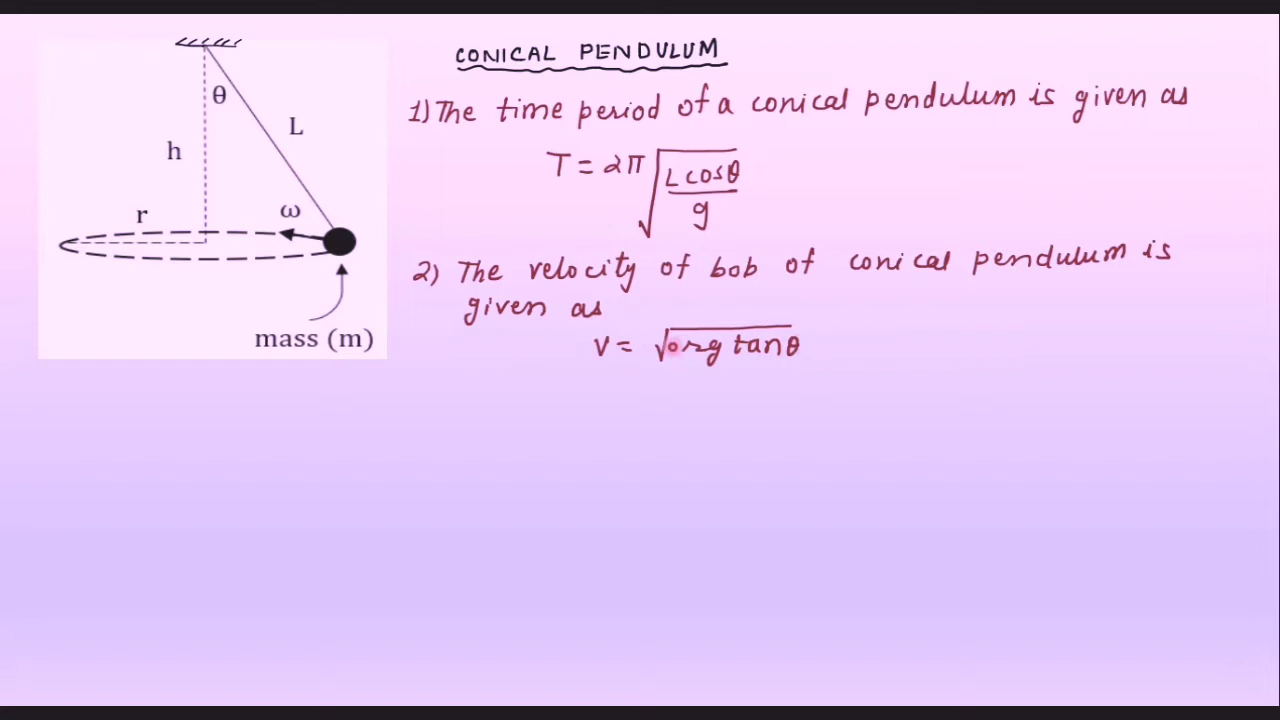 CONICAL PENDULUM
1) The time period of a conical pendulum is given as
T = 2π √(L cosθ / g)
2) The velocity of bob of conical pendulum is
given as
V = √rg tanθ
θ
L
h
r
ω
mass (m)